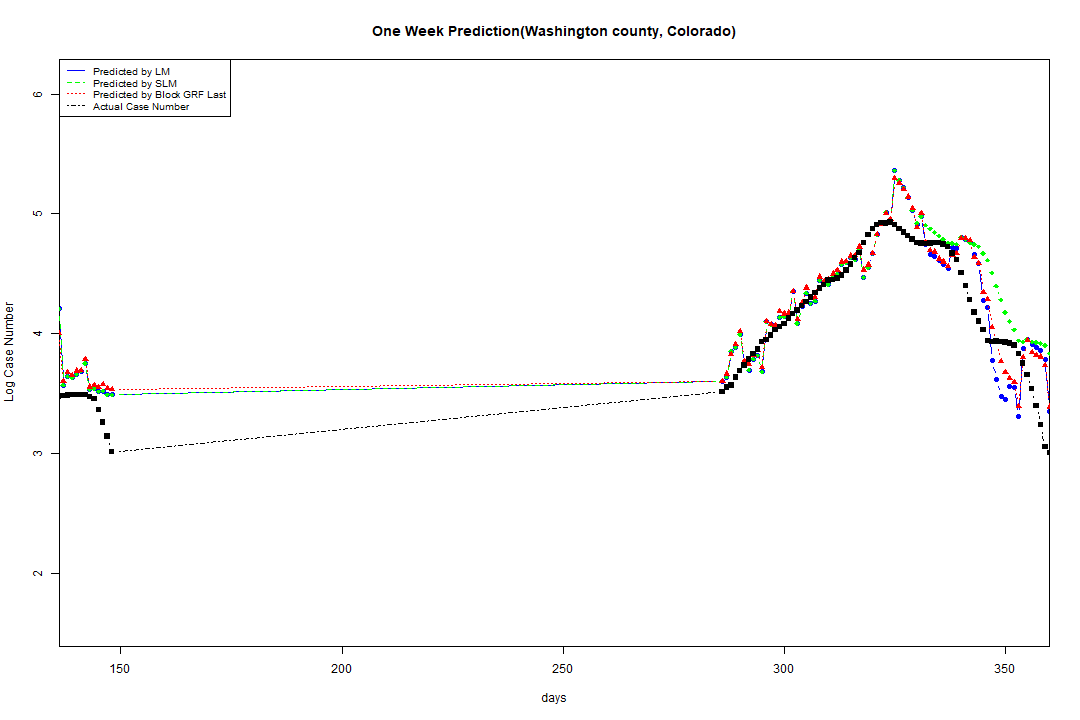 One Week Prediction(Washington county, Colorado)
Predicted by LM
Predicted by SLM
Predicted by Block GRF Last
Actual Case Number
6
5
4
3
2
Log Case Number
150
200
250
300
350
days